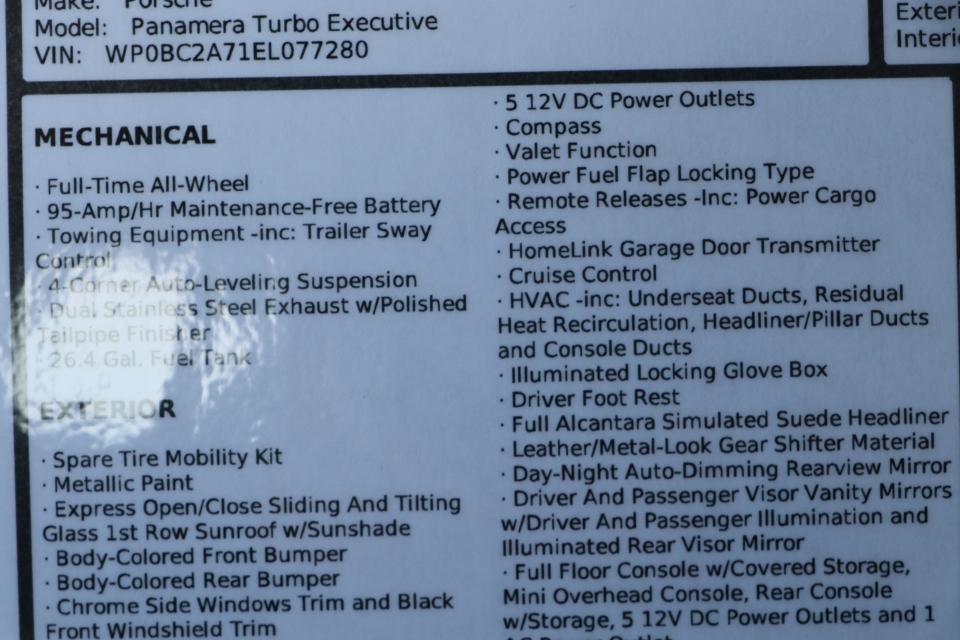 Make: Porsche
Model: Panamera Turbo Executive
VIN: WP0BC2A71EL077280
Exteri
Interi
MECHANICAL
· Full-Time All-Wheel
· 95-Amp/Hr Maintenance-Free Battery
· Towing Equipment -inc: Trailer Sway
Control
· 4-Corner Auto-Leveling Suspension
· Dual Stainless Steel Exhaust w/Polished
Tailpipe Finisher
· 26.4 Gal. Fuel Tank
EXTERIOR
· Spare Tire Mobility Kit
· Metallic Paint
· Express Open/Close Sliding And Tilting
Glass 1st Row Sunroof w/Sunshade
· Body-Colored Front Bumper
· Body-Colored Rear Bumper
· Chrome Side Windows Trim and Black
Front Windshield Trim
· 5 12V DC Power Outlets
· Compass
· Valet Function
· Power Fuel Flap Locking Type
· Remote Releases -Inc: Power Cargo
Access
· HomeLink Garage Door Transmitter
· Cruise Control
· HVAC -inc: Underseat Ducts, Residual
Heat Recirculation, Headliner/Pillar Ducts
and Console Ducts
· Illuminated Locking Glove Box
· Driver Foot Rest
· Full Alcantara Simulated Suede Headliner
· Leather/Metal-Look Gear Shifter Material
· Day-Night Auto-Dimming Rearview Mirror
· Driver And Passenger Visor Vanity Mirrors
w/Driver And Passenger Illumination and
Illuminated Rear Visor Mirror
· Full Floor Console w/Covered Storage,
Mini Overhead Console, Rear Console
w/Storage, 5 12V DC Power Outlets and 1